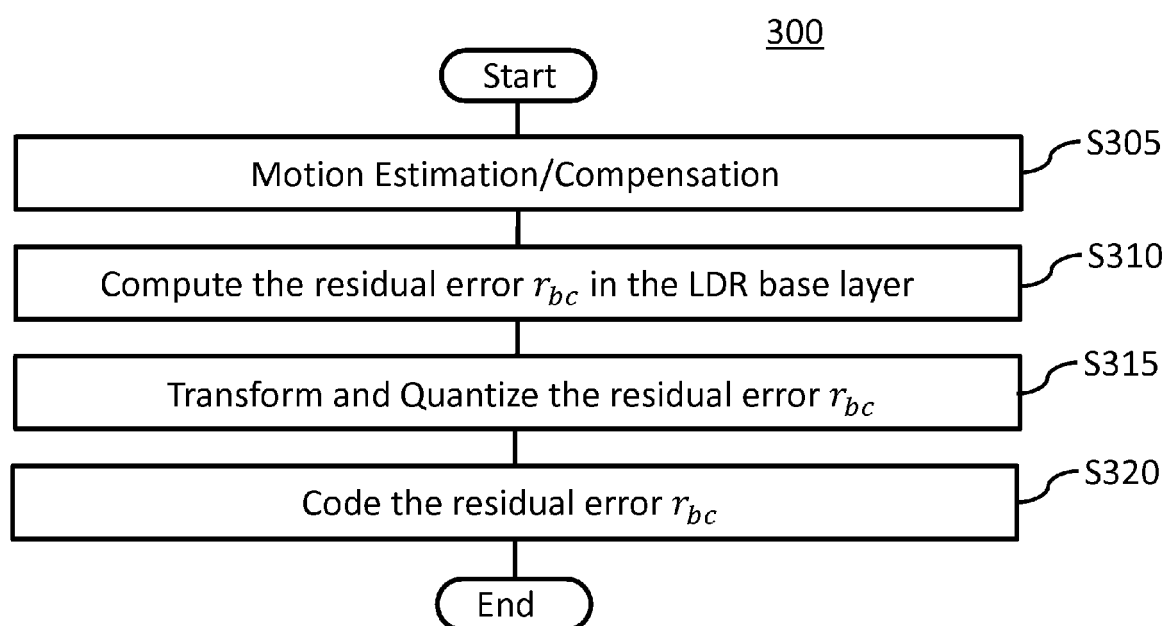 300
Start
Motion Estimation/Compensation
S305
Compute the residual error r_bc in the LDR base layer
S310
Transform and Quantize the residual error r_bc
S315
Code the residual error r_bc
S320
End